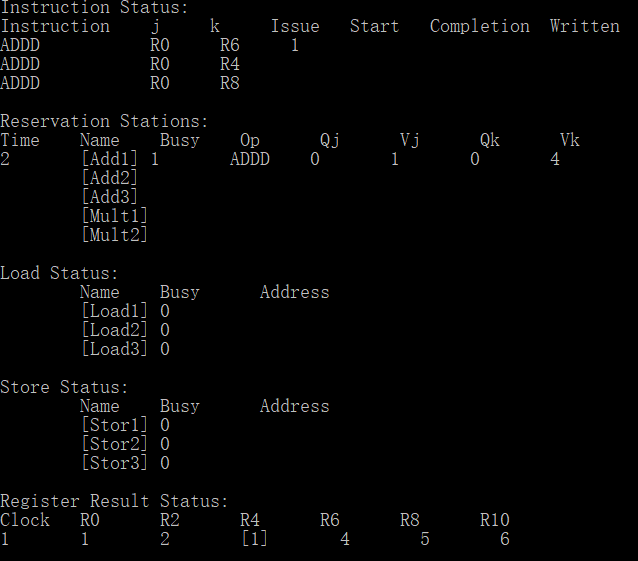 Instruction Status:
Instruction j k Issue Start Completion Written
ADDD R0 R6 1
ADDD R0 R4
ADDD R0 R8
Reservation Stations:
Time Name Busy Op Qj Vj Qk Vk
2 [Add1] 1 ADDD 0 1 0 4
[Add2]
[Add3]
[Mult1]
[Mult2]
Load Status:
Name Busy Address
[Load1] 0
[Load2] 0
[Load3] 0
Store Status:
Name Busy Address
[Stor1] 0
[Stor2] 0
[Stor3] 0
Register Result Status:
Clock R0 R2 R4 R6 R8 R10
1 1 2 [1] 4 5 6